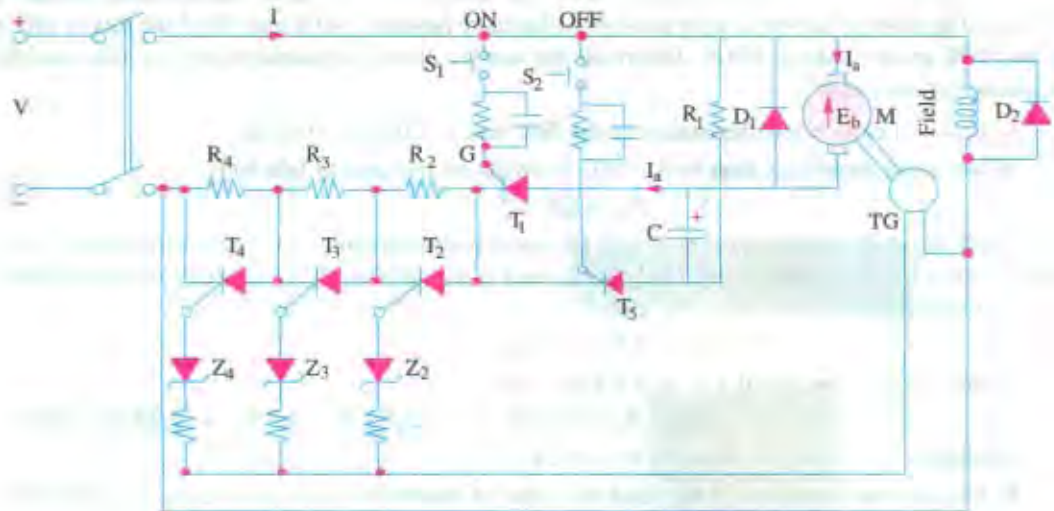 + I ON OFF
S₁ S₂ Iₐ
V R₁ D₁ E_b M Field D₂
R₄ R₃ R₂ G Iₐ
– T₁ C + TG
T₄ T₃ T₂ T₅
Z₄ Z₃ Z₂